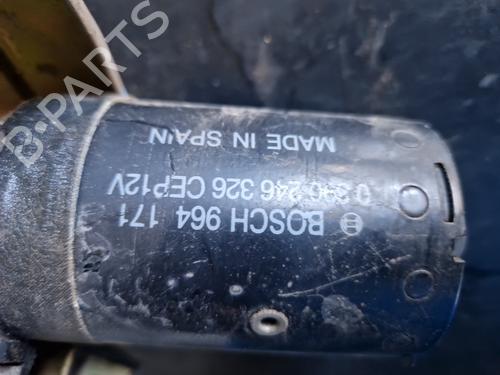 BOSCH 964 171
0 390 246 326 CEP12V
MADE IN SPAIN
B-PARTS